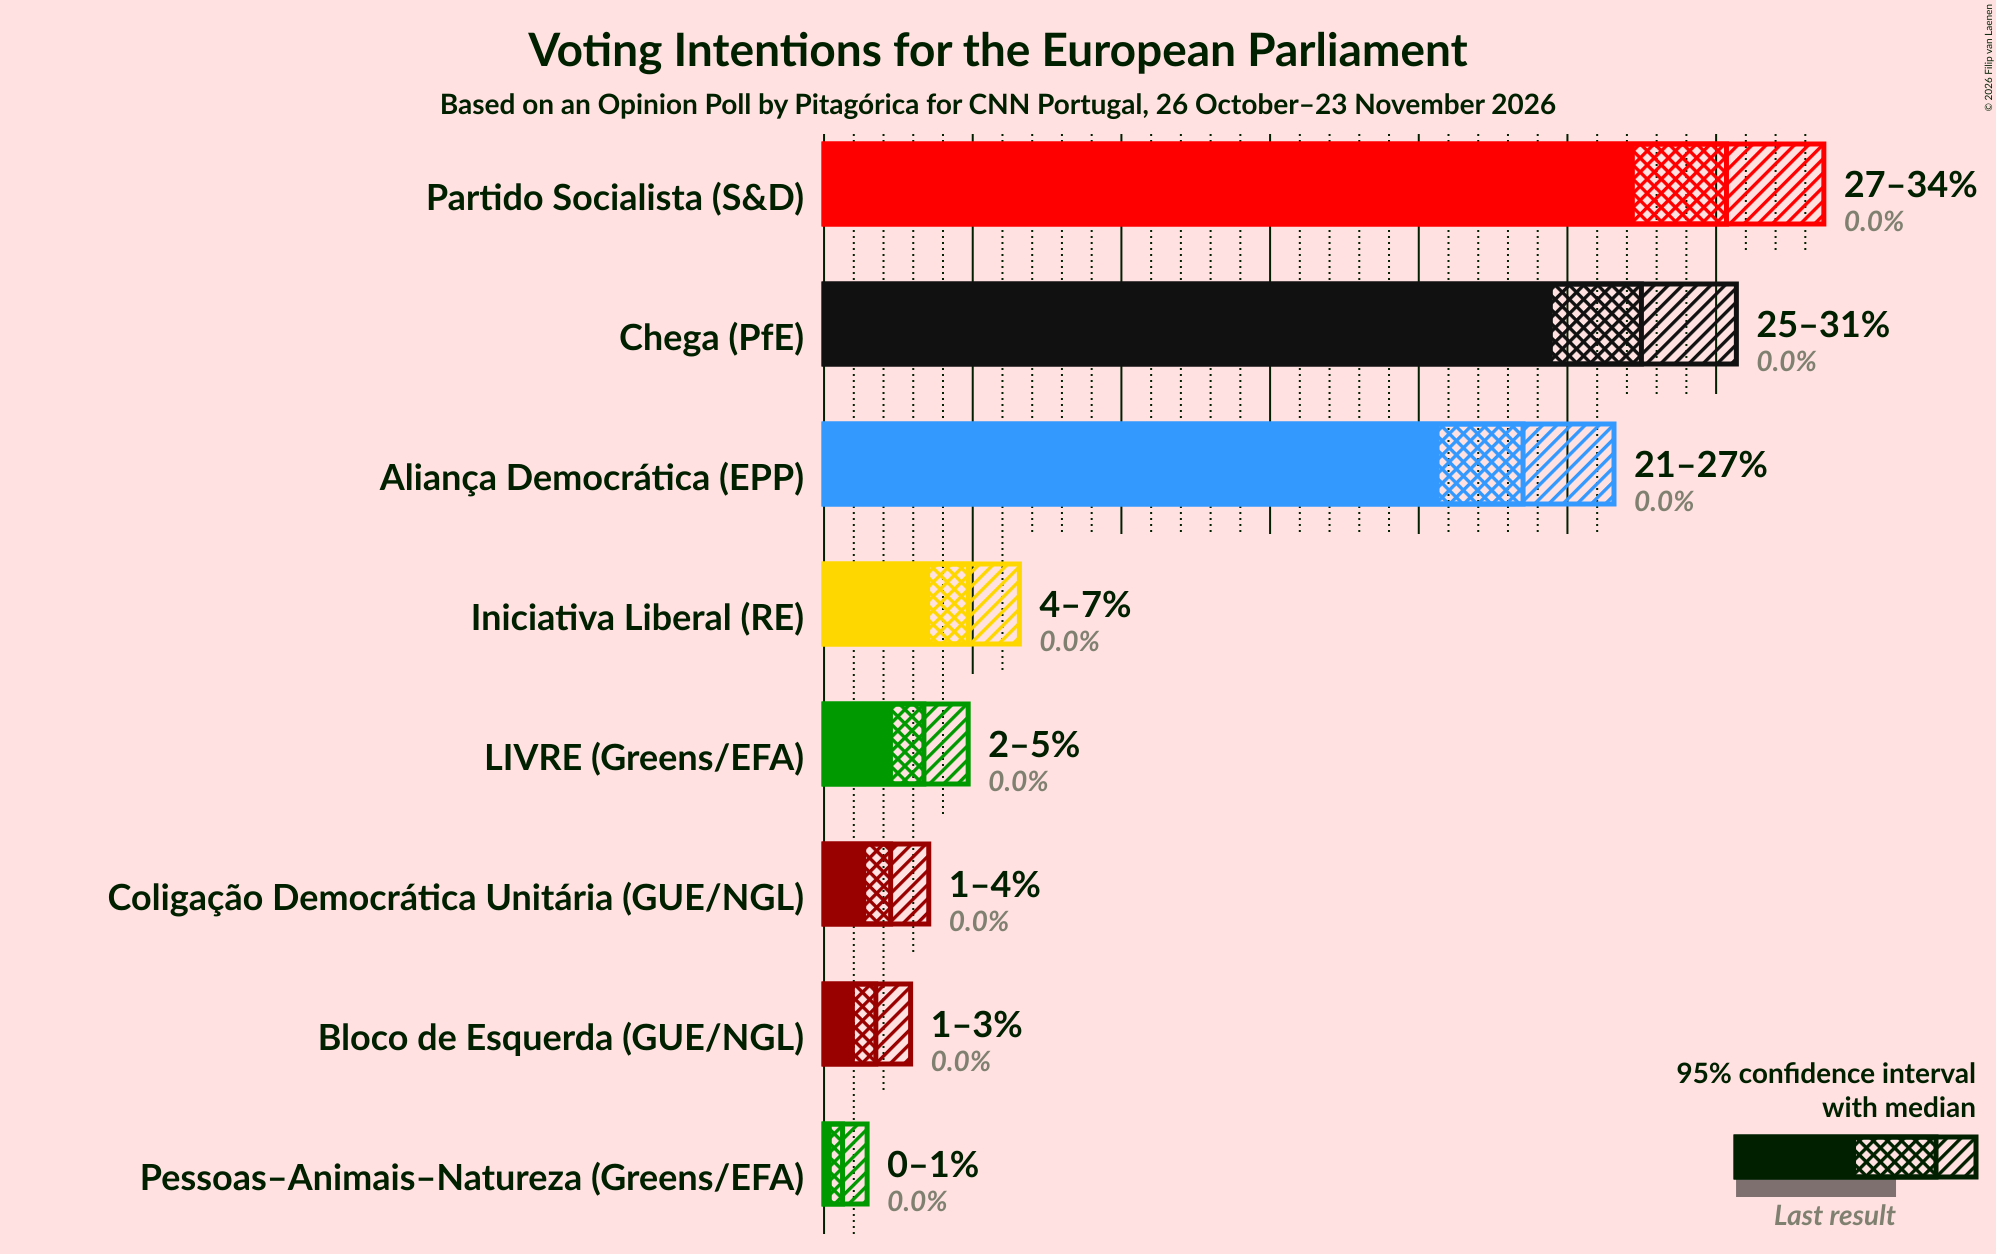 Voting Intentions for the European Parliament
Based on an Opinion Poll by Pitagórica for CNN Portugal, 26 October–23 November 2026
© 2026 Filip van Laenen
Partido Socialista (S&D)
27–34%
0.0%
Chega (PfE)
25–31%
0.0%
Aliança Democrática (EPP)
21–27%
0.0%
Iniciativa Liberal (RE)
4–7%
0.0%
LIVRE (Greens/EFA)
2–5%
0.0%
Coligação Democrática Unitária (GUE/NGL)
1–4%
0.0%
Bloco de Esquerda (GUE/NGL)
1–3%
0.0%
Pessoas–Animais–Natureza (Greens/EFA)
0–1%
0.0%
95% confidence interval
with median
Last result